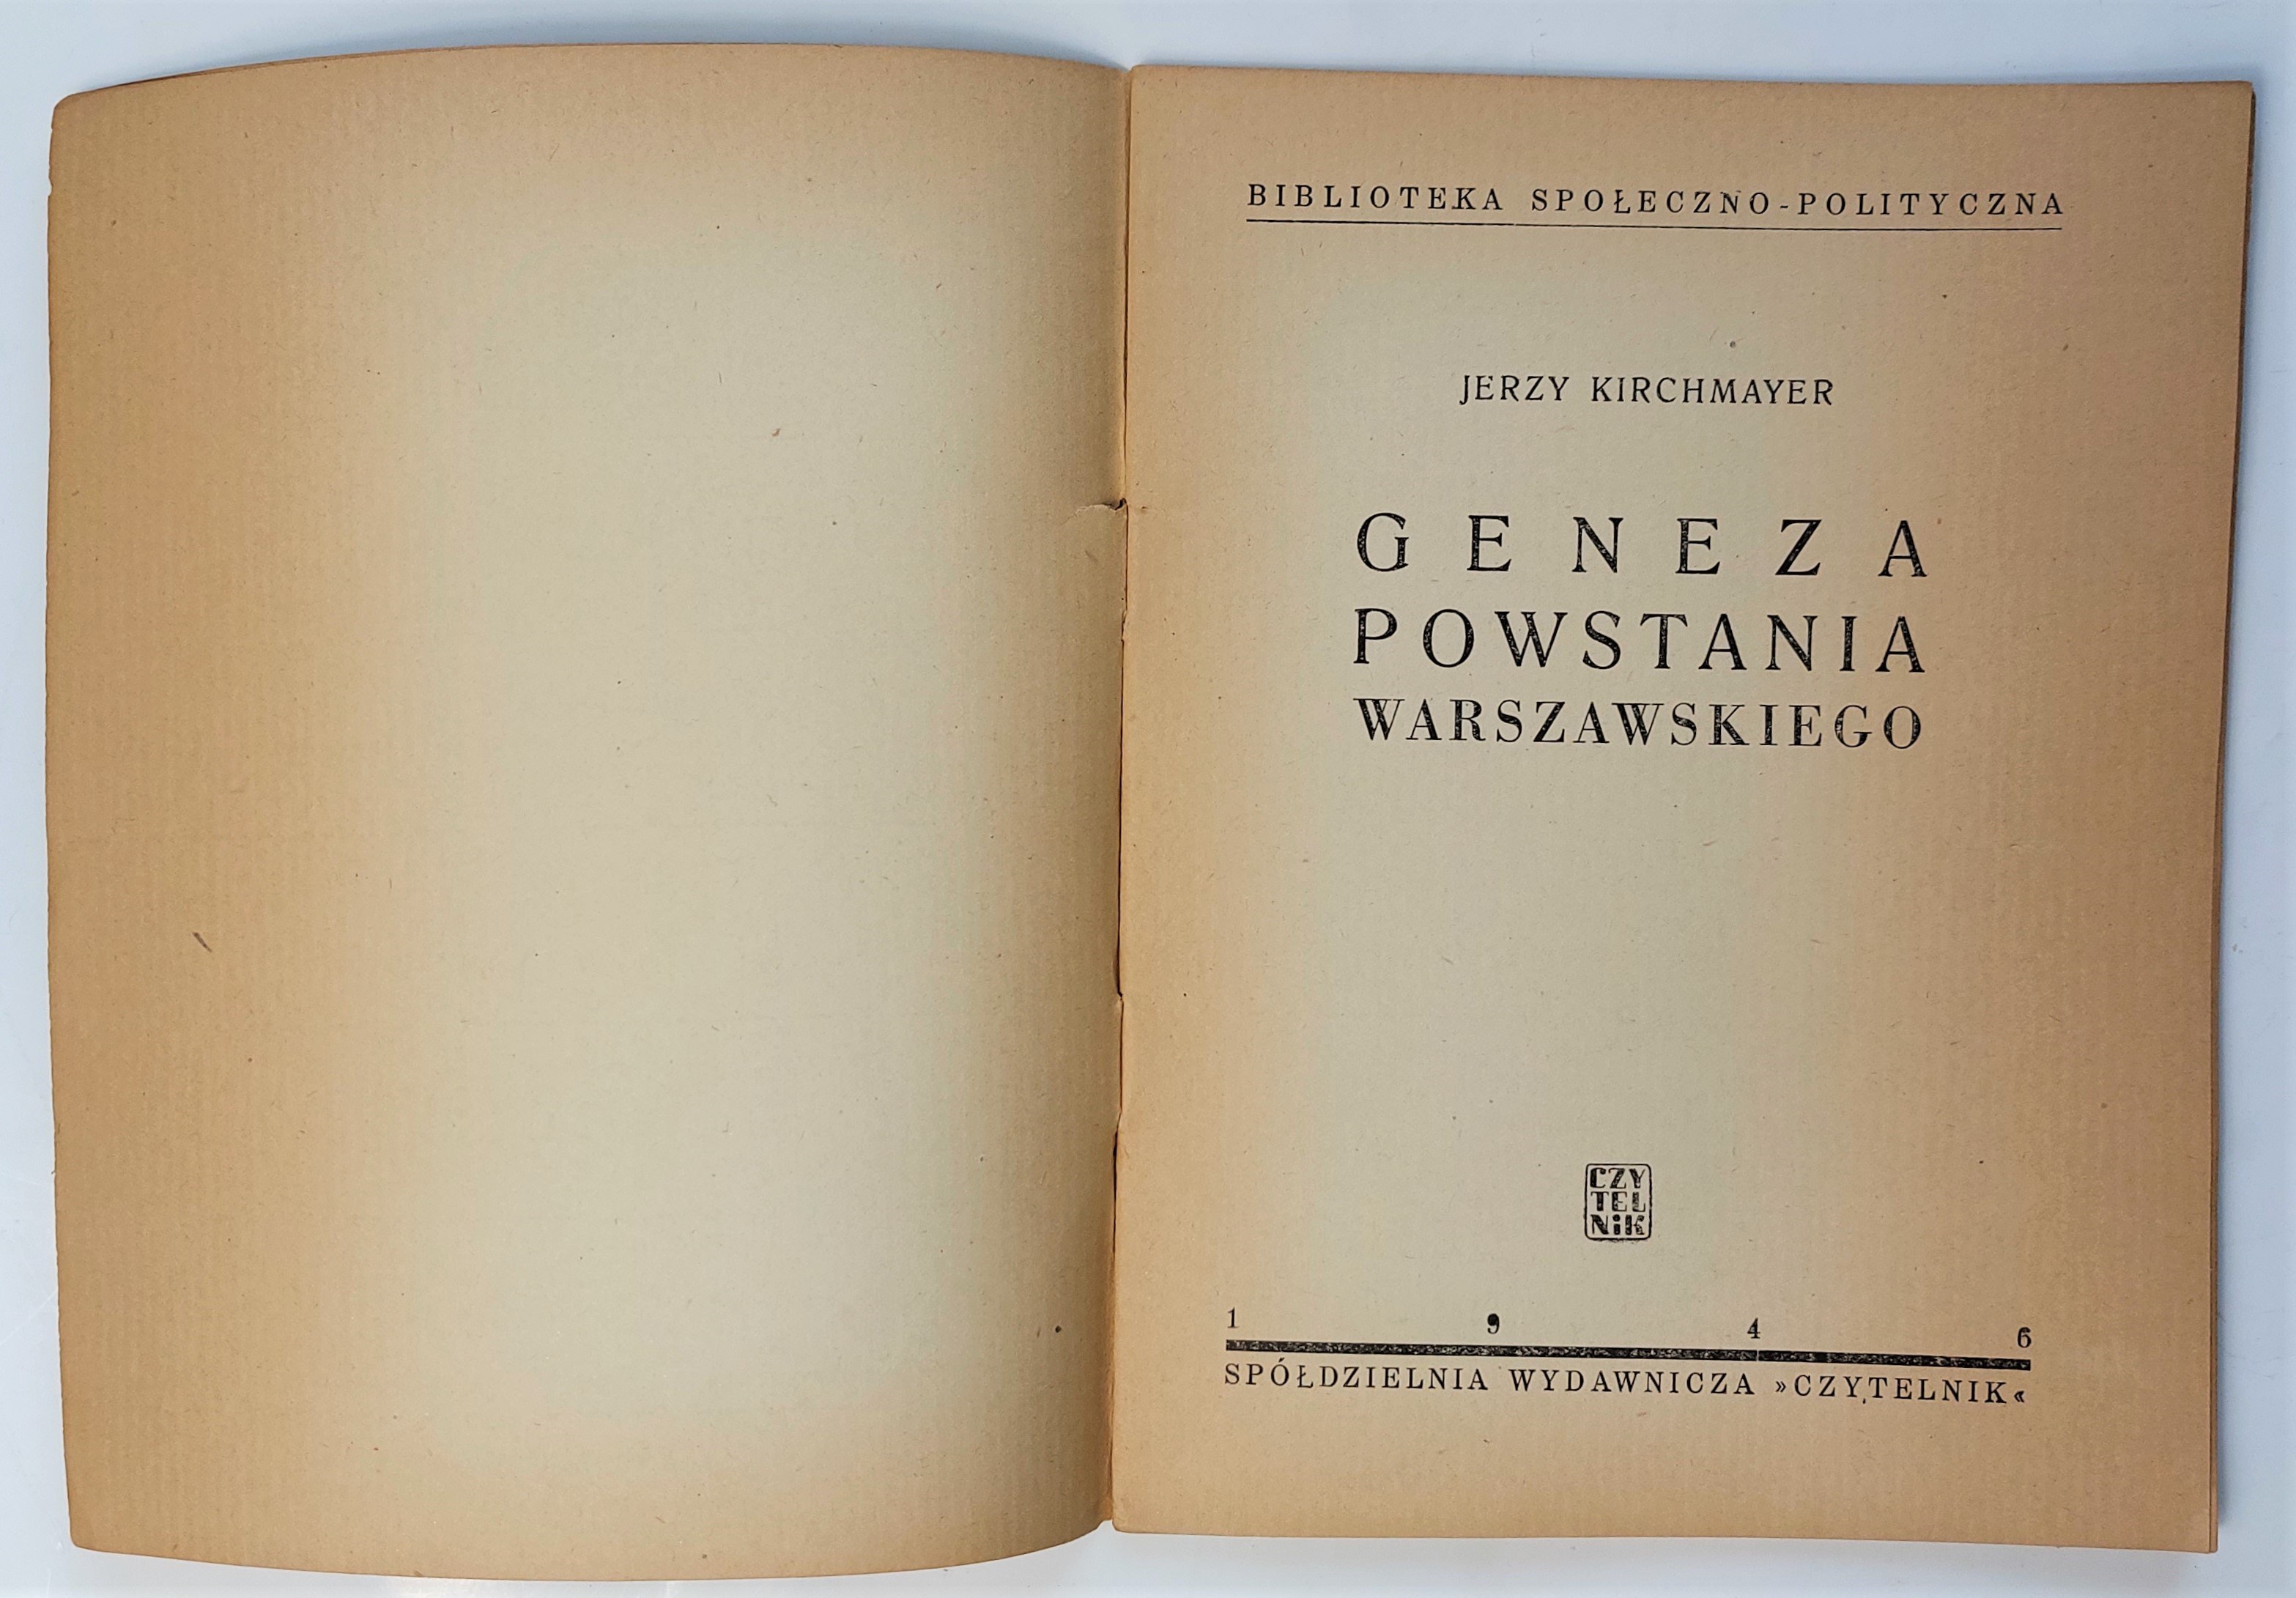 BIBLIOTEKA SPOŁECZNO-POLITYCZNA
JERZY KIRCHMAYER
GENEZA
POWSTANIA
WARSZAWSKIEGO
CZY
TEL
NiK
1 9 4 6
SPÓŁDZIELNIA WYDAWNICZA »CZYTELNIK«